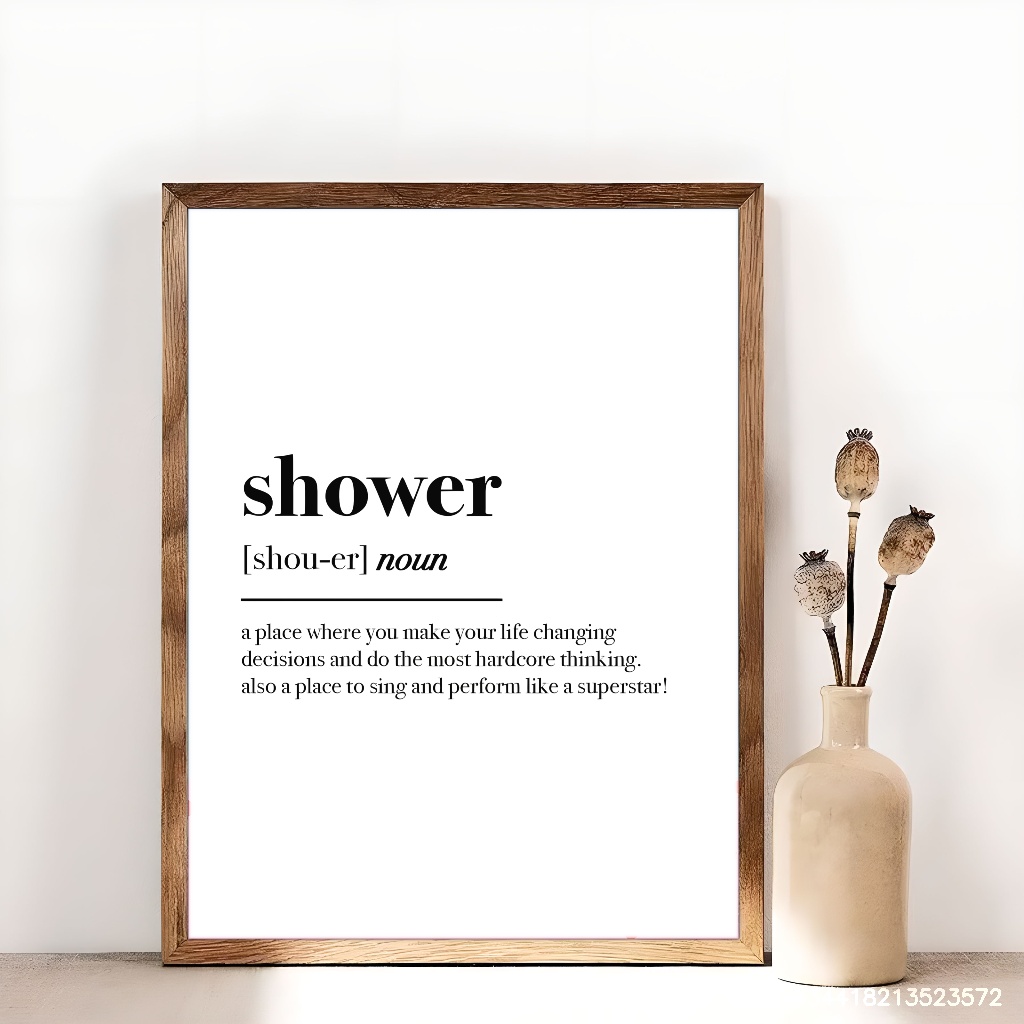 shower
[shou-er] noun
a place where you make your life changing
decisions and do the most hardcore thinking.
also a place to sing and perform like a superstar!
18213523572